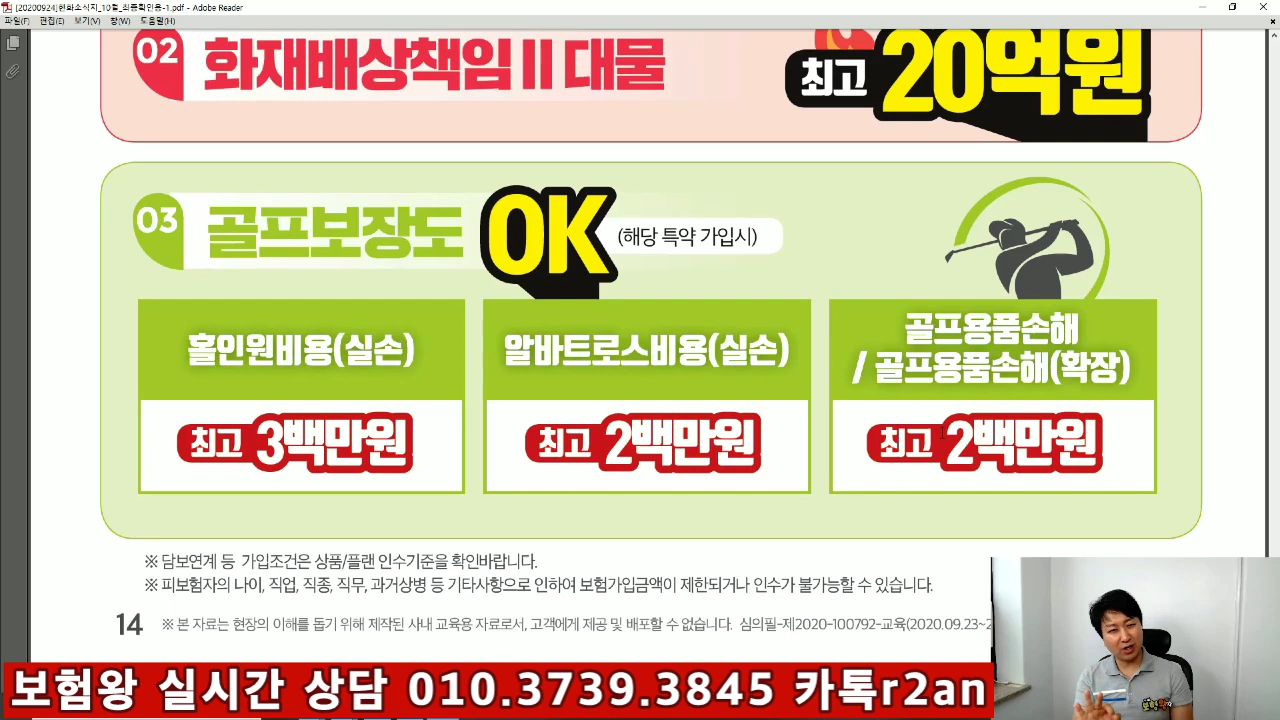 [20200924]한화소식지_10월_최종확인용-1.pdf - Adobe Reader
파일(F) 편집(E) 보기(V) 창(W) 도움말(H)
02 화재배상책임 II 대물 최고 20억원
03 골프보장도 OK (해당 특약 가입시)
홀인원비용(실손)
최고 3백만원
알바트로스비용(실손)
최고 2백만원
골프용품손해
/ 골프용품손해(확장)
최고 2백만원
※ 담보연계 등 가입조건은 상품/플랜 인수기준을 확인바랍니다.
※ 피보험자의 나이, 직업, 직종, 직무, 과거상병 등 기타사항으로 인하여 보험가입금액이 제한되거나 인수가 불가능할 수 있습니다.
14 ※ 본 자료는 현장의 이해를 돕기 위해 제작된 사내 교육용 자료로서, 고객에게 제공 및 배포할 수 없습니다. 심의필-제2020-100792-교육(2020.09.23~2
보험왕 실시간 상담 010.3739.3845 카톡r2an